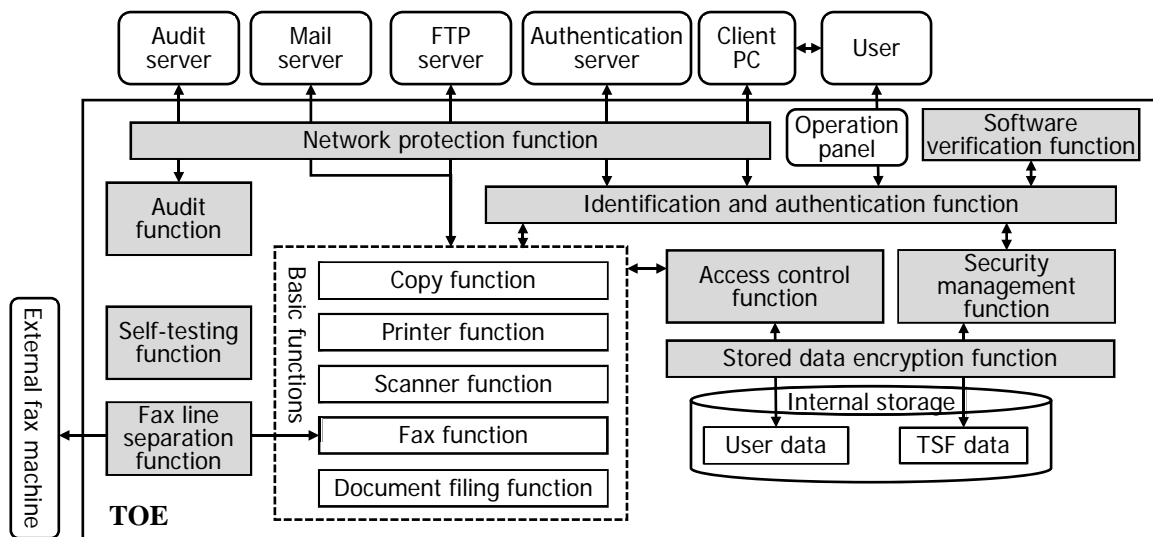 Audit
server
Mail
server
FTP
server
Authentication
server
Client
PC
User
Network protection function
Operation
panel
Software
verification function
Audit
function
Identification and authentication function
Basic functions
Copy function
Printer function
Scanner function
Fax function
Document filing function
Access control
function
Security
management
function
Self-testing
function
Stored data encryption function
Internal storage
User data
TSF data
External fax machine
Fax line
separation
function
TOE